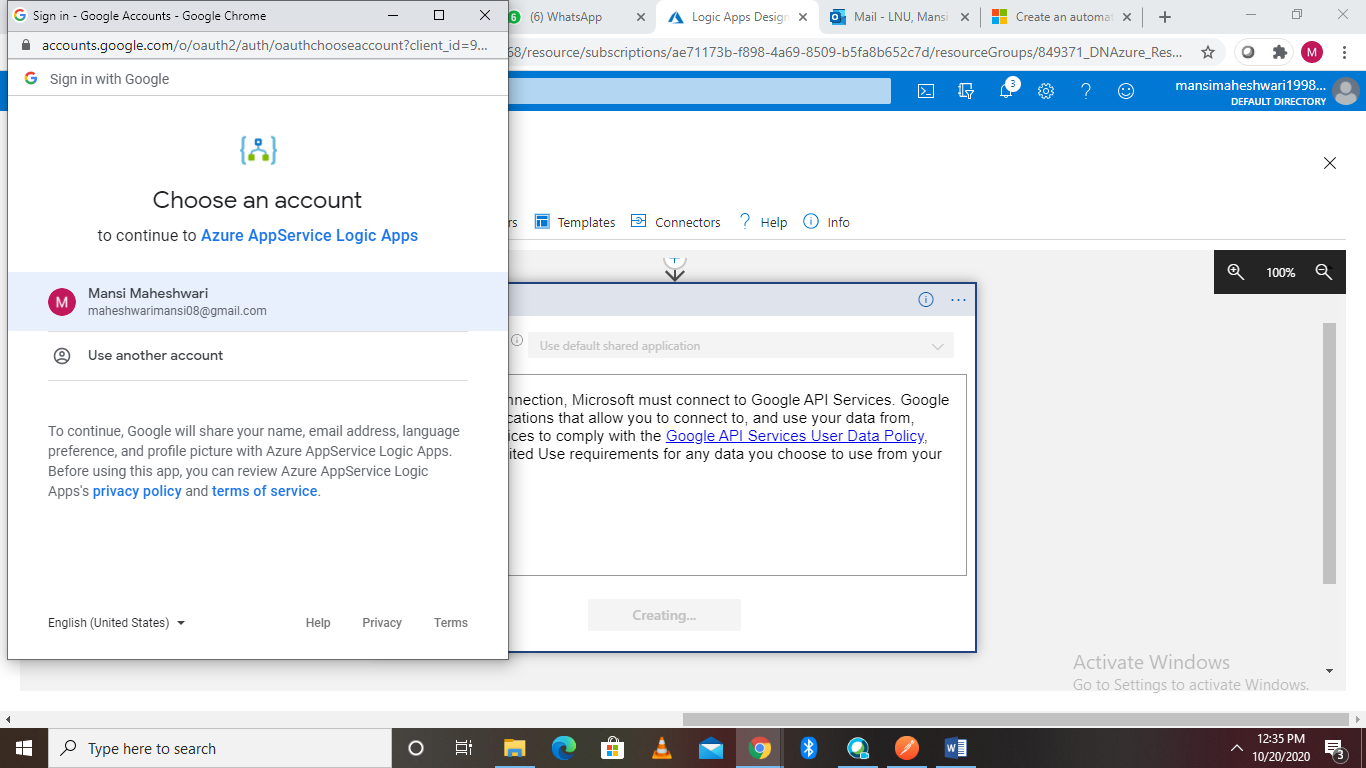 Sign in - Google Accounts - Google Chrome
accounts.google.com/o/oauth2/auth/oauthchooseaccount?client_id=9...
Sign in with Google
Choose an account
to continue to Azure AppService Logic Apps
M
Mansi Maheshwari
maheshwarimansi08@gmail.com
Use another account
To continue, Google will share your name, email address, language
preference, and profile picture with Azure AppService Logic Apps.
Before using this app, you can review Azure AppService Logic
Apps's privacy policy and terms of service.
English (United States)
Help
Privacy
Terms
6
(6) WhatsApp
Logic Apps Design
Mail - LNU, Mansi
Create an automat
68/resource/subscriptions/ae71173b-f898-4a69-8509-b5fa8b652c7d/resourceGroups/849371_DNAzure_Res...
M
3
mansimaheshwari1998...
DEFAULT DIRECTORY
rs
Templates
Connectors
Help
Info
100%
Use default shared application
nnection, Microsoft must connect to Google API Services. Google
cations that allow you to connect to, and use your data from,
ices to comply with the Google API Services User Data Policy,
ited Use requirements for any data you choose to use from your
Creating...
Activate Windows
Go to Settings to activate Windows.
Type here to search
12:35 PM
10/20/2020
3